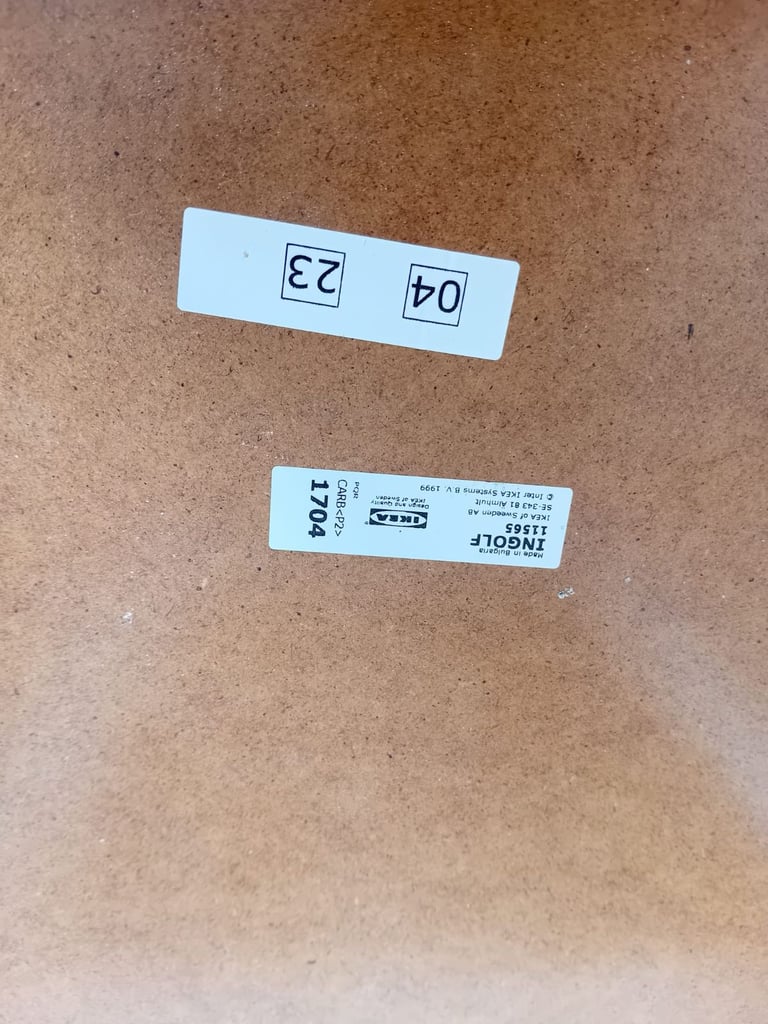 04 23
Made in Bulgaria
INGOLF
11565
IKEA of Sweden AB
SE-343 81 Älmhult
© Inter IKEA Systems B.V. 1999
IKEA®
Design and Quality
IKEA of Sweden
PQR
CARB<P2>
1704